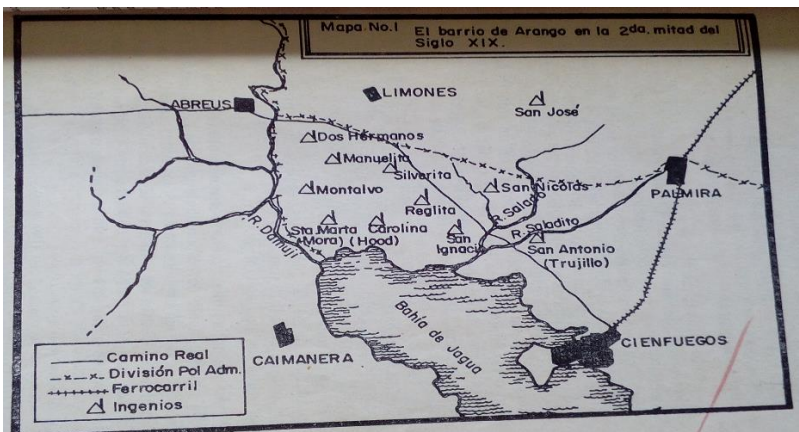 Mapa. No.1 El barrio de Arango en la 2da. mitad del
Siglo XIX.
ABREUS
LIMONES
San José
Dos Hermanos
Manuelita
Silverita
Montalvo
San Nicolas
PALMIRA
Reglita
R. Salado
R. Saladito
Sta. Marta
(Mora)
Carolina
(Hood)
San
Ignacio
San Antonio
(Trujillo)
R. Damují
Bahía de Jagua
CAIMANERA
CIENFUEGOS
Camino Real
División Pol Adm.
Ferrocarril
Ingenios